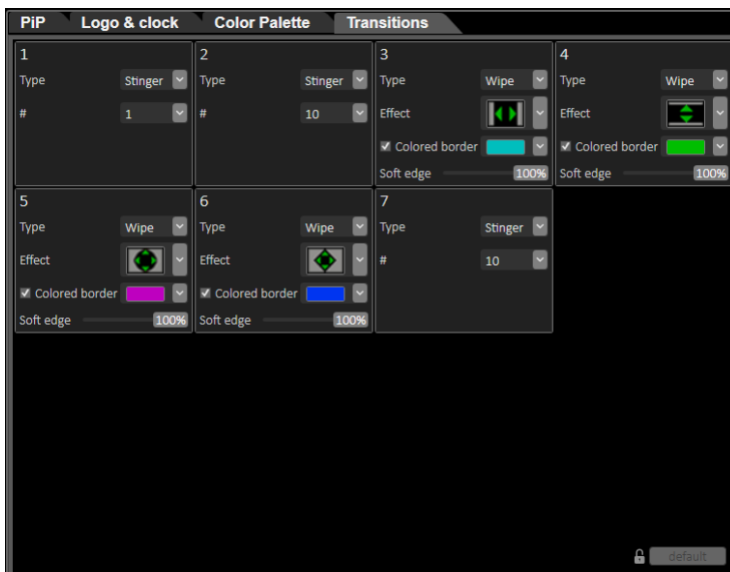 PiP Logo & clock Color Palette Transitions
1
Type Stinger
# 1
2
Type Stinger
# 10
3
Type Wipe
Effect
Colored border
Soft edge 100%
4
Type Wipe
Effect
Colored border
Soft edge 100%
5
Type Wipe
Effect
Colored border
Soft edge 100%
6
Type Wipe
Effect
Colored border
Soft edge 100%
7
Type Stinger
# 10
default